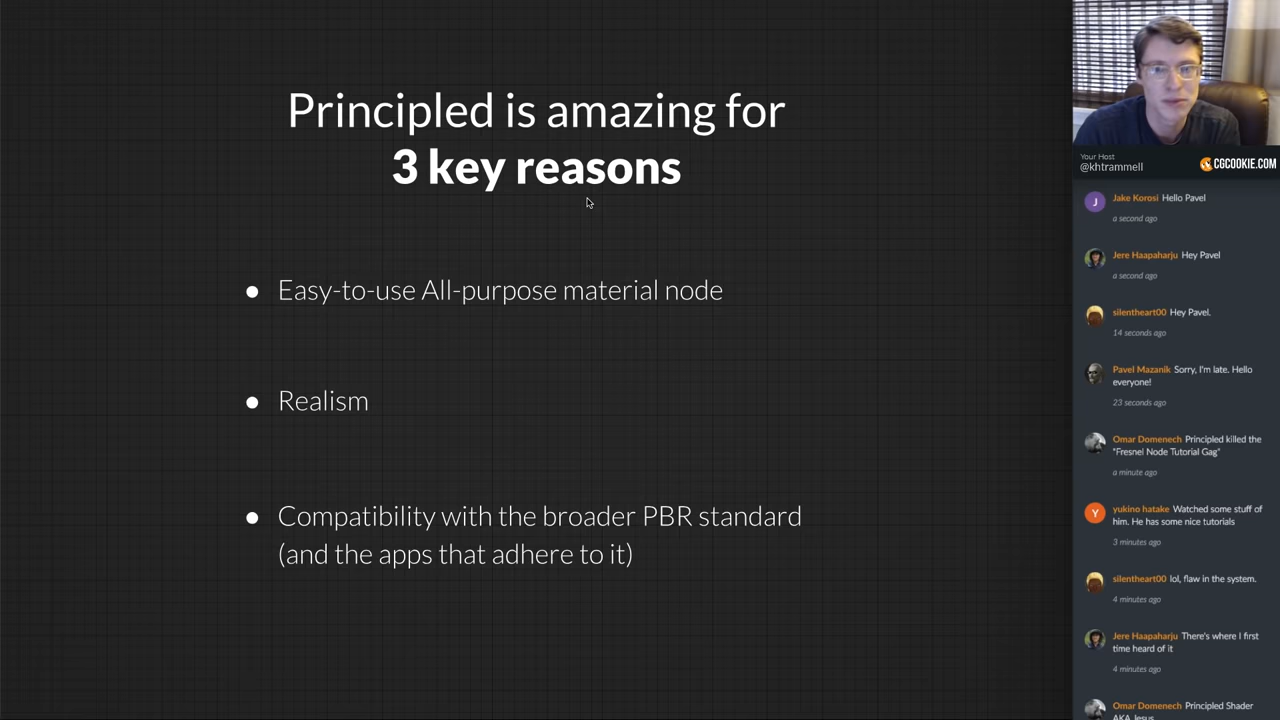 Principled is amazing for
3 key reasons
● Easy-to-use All-purpose material node
● Realism
● Compatibility with the broader PBR standard
(and the apps that adhere to it)
Your Host
@khtrammell
CGCOOKIE.COM
J
Jake Korosi Hello Pavel
a second ago
Jere Haapaharju Hey Pavel
a second ago
silentheart00 Hey Pavel.
14 seconds ago
Pavel Mazanik Sorry, I'm late. Hello
everyone!
23 seconds ago
Omar Domenech Principled killed the
"Fresnel Node Tutorial Gag"
a minute ago
Y
yukino hatake Watched some stuff of
him. He has some nice tutorials
3 minutes ago
silentheart00 lol, flaw in the system.
4 minutes ago
Jere Haapaharju There's where I first
time heard of it
4 minutes ago
Omar Domenech Principled Shader
AKA Jesus